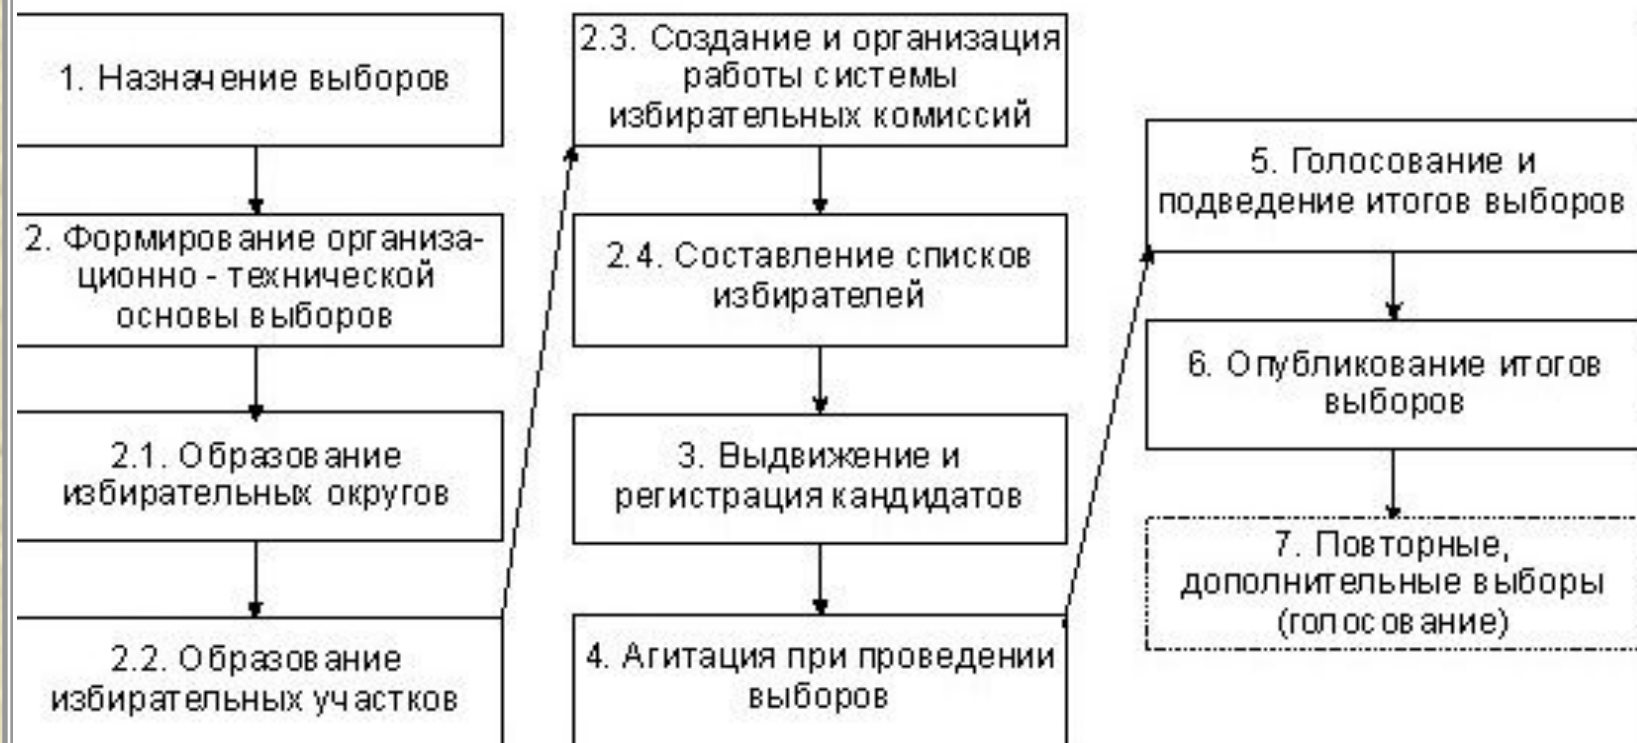 1. Назначение выборов
2. Формирование организа-
ционно - технической
основы выборов
2.1. Образование
избирательных округов
2.2. Образование
избирательных участков
2.3. Создание и организация
работы системы
избирательных комиссий
2.4. Составление списков
избирателей
3. Выдвижение и
регистрация кандидатов
4. Агитация при проведении
выборов
5. Голосование и
подведение итогов выборов
6. Опубликование итогов
выборов
7. Повторные,
дополнительные выборы
(голосование)